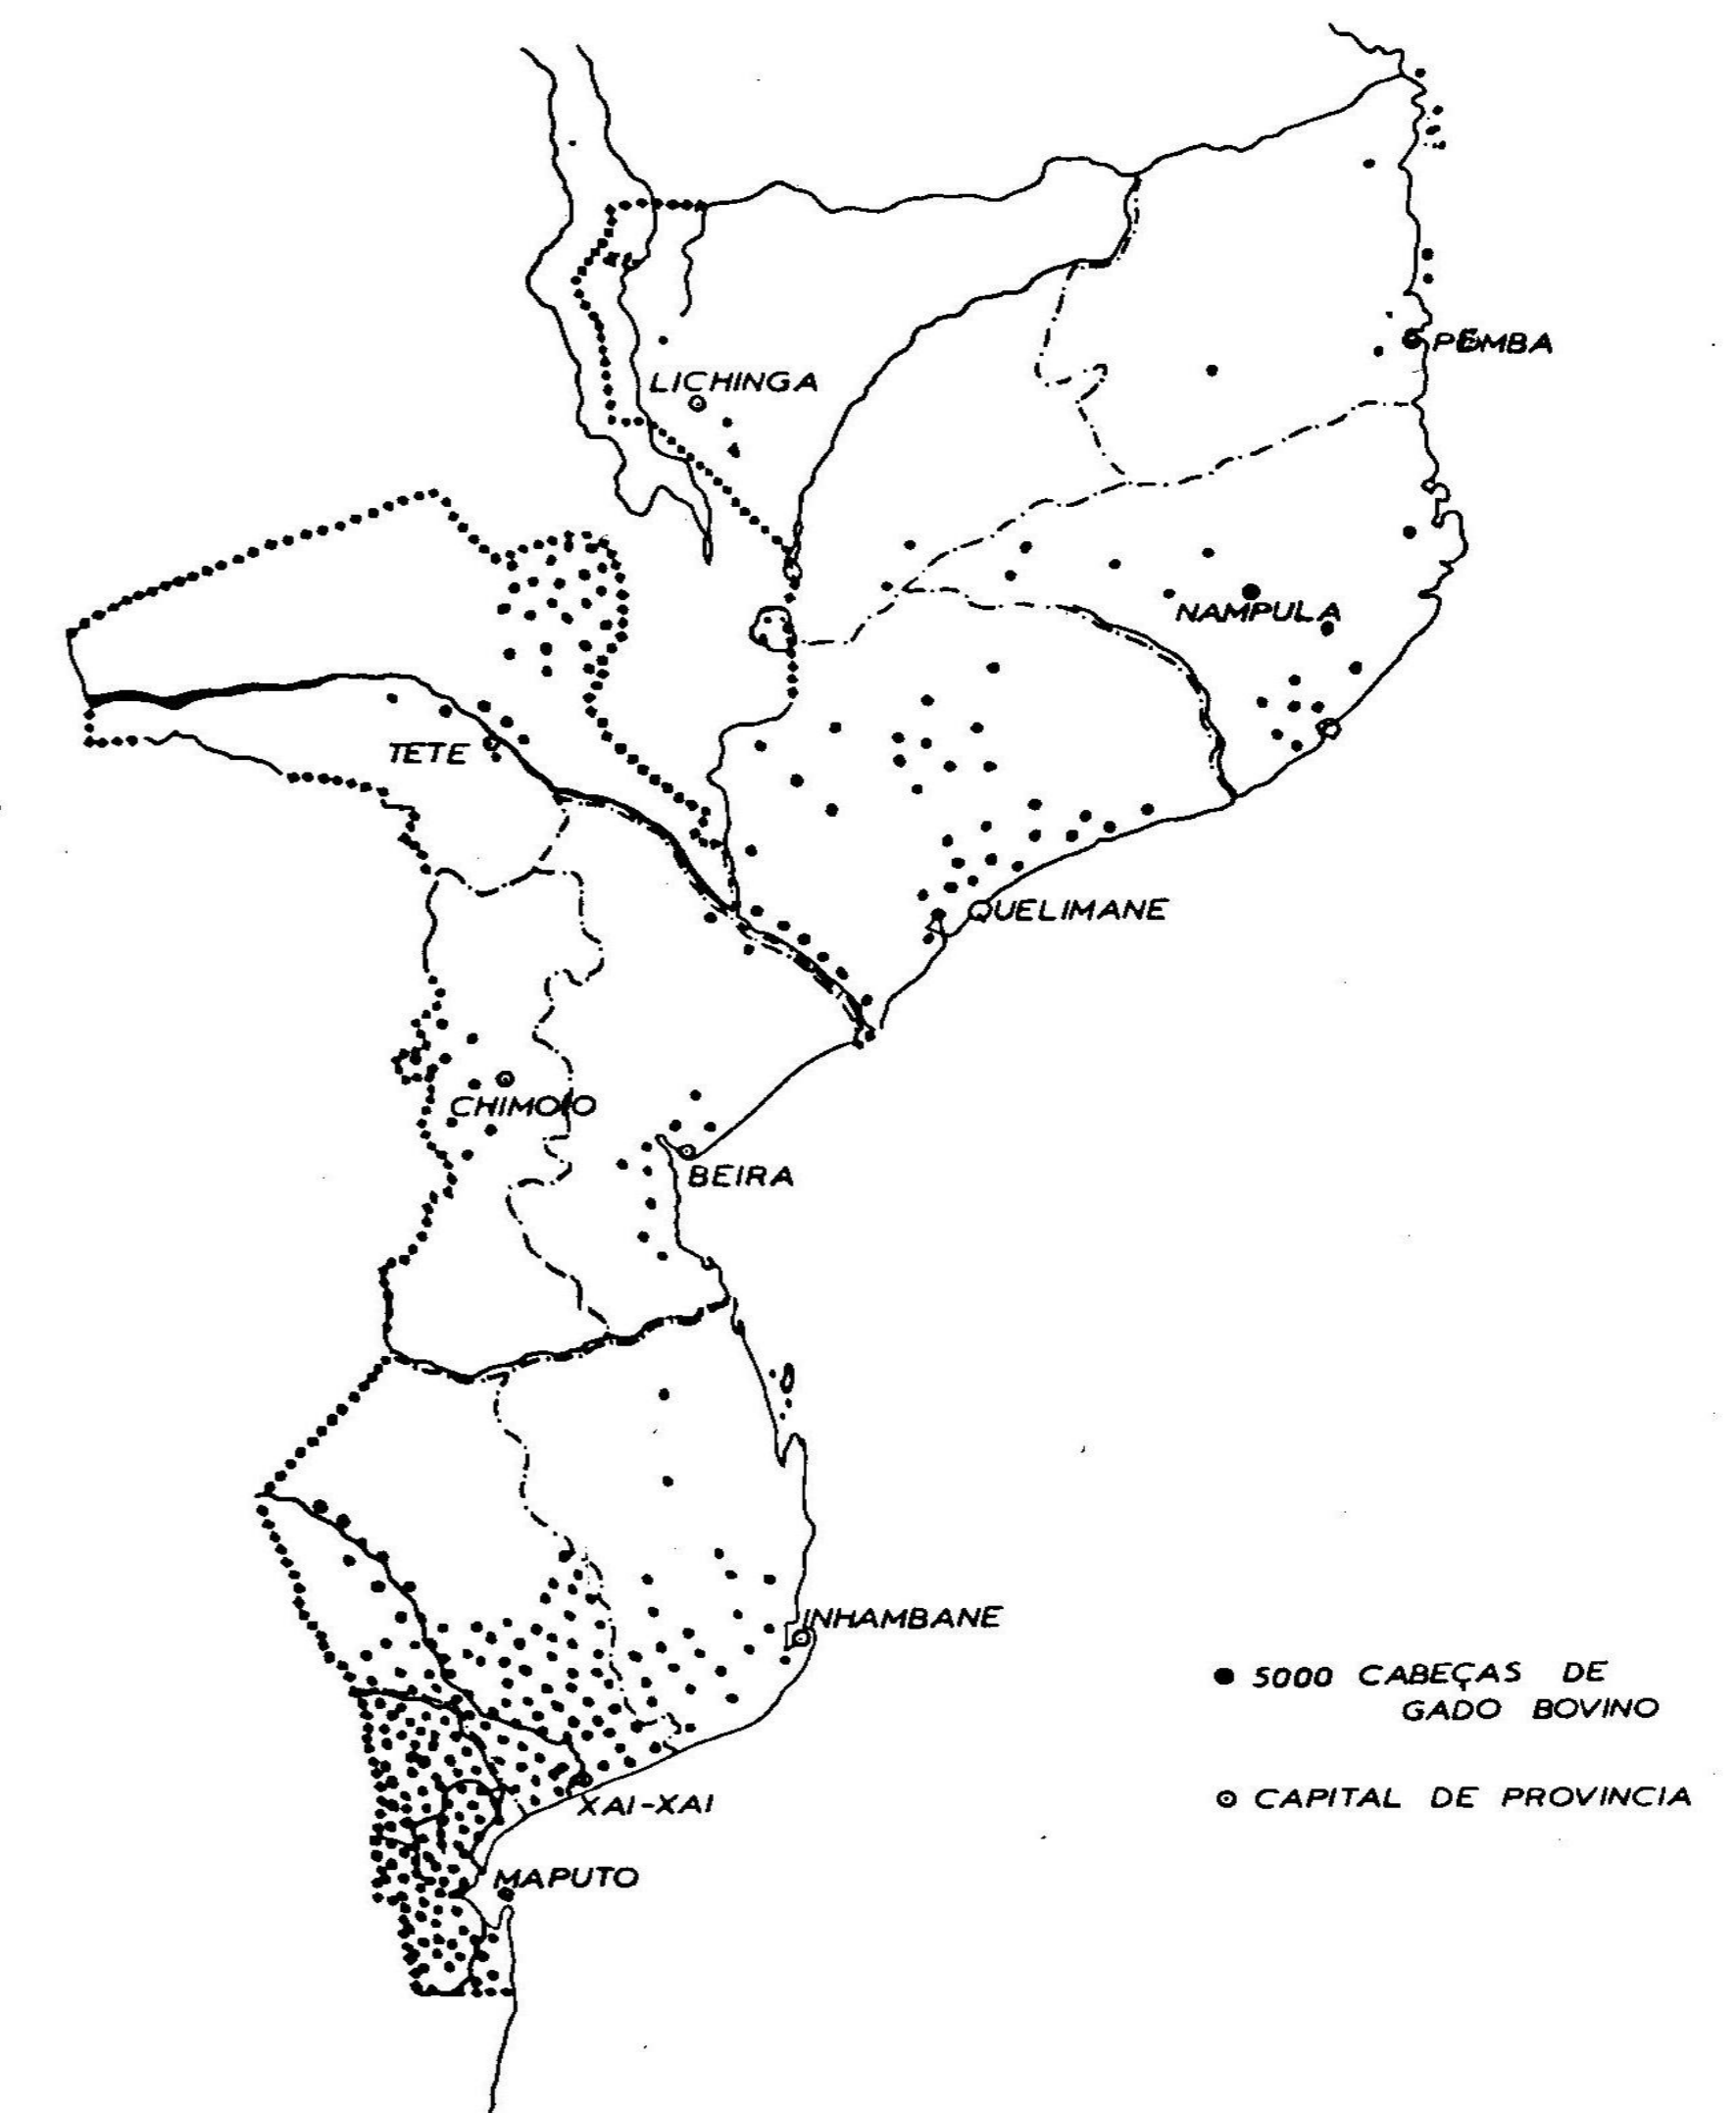 PEMBA
LICHINGA
NAMPULA
TETE
QUELIMANE
CHIMOIO
BEIRA
INHAMBANE
5000 CABEÇAS DE
GADO BOVINO
CAPITAL DE PROVINCIA
XAI-XAI
MAPUTO